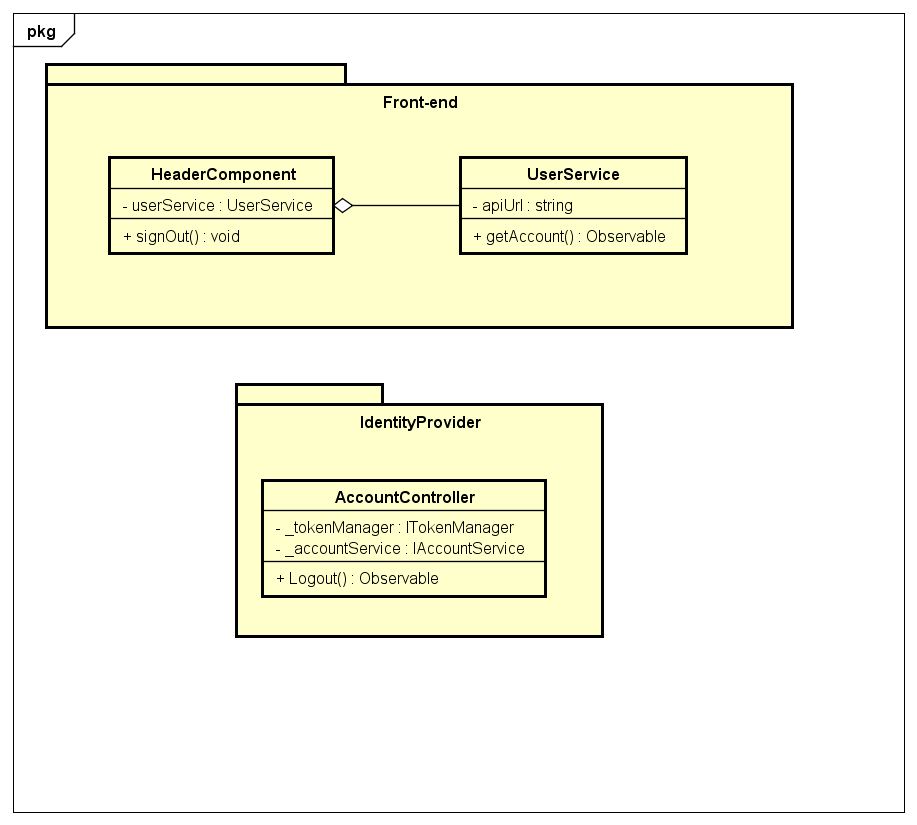 pkg
Front-end
HeaderComponent
- userService : UserService
+ signOut() : void
UserService
- apiUrl : string
+ getAccount() : Observable
IdentityProvider
AccountController
- _tokenManager : ITokenManager
- _accountService : IAccountService
+ Logout() : Observable